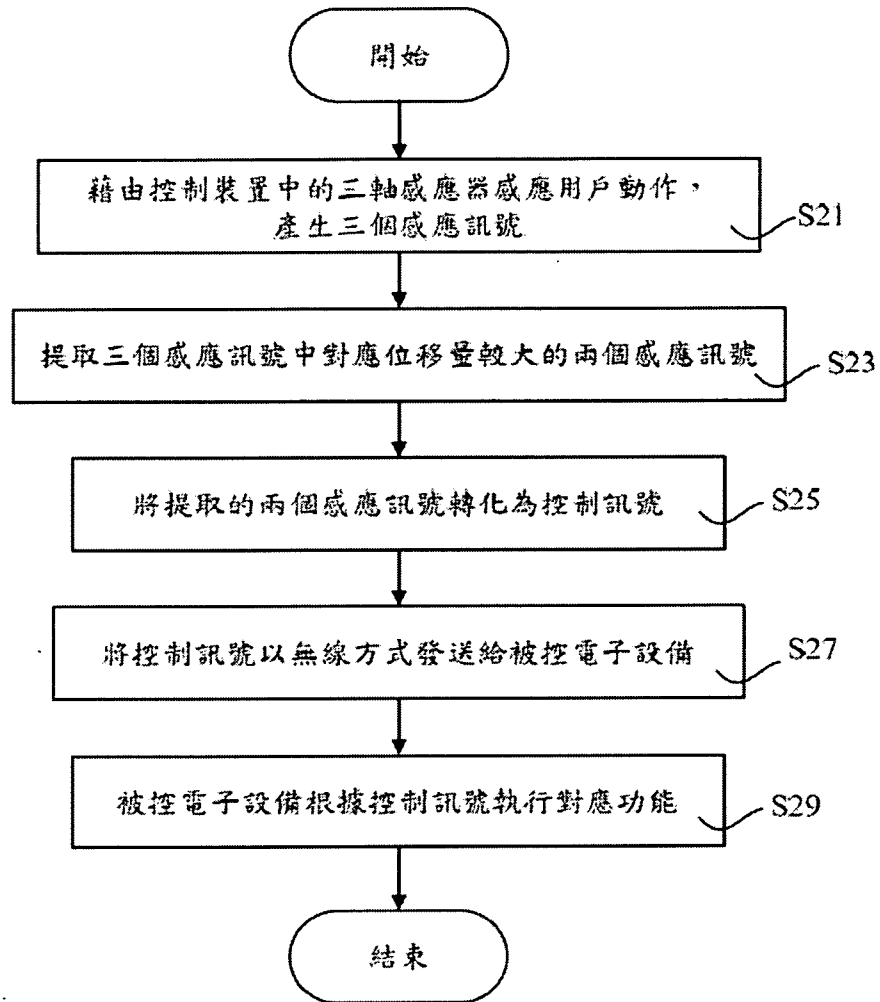 開始
藉由控制裝置中的三軸感應器感應用戶動作，
產生三個感應訊號
S21
提取三個感應訊號中對應位移量較大的兩個感應訊號
S23
將提取的兩個感應訊號轉化為控制訊號
S25
將控制訊號以無線方式發送給被控電子設備
S27
被控電子設備根據控制訊號執行對應功能
S29
結束